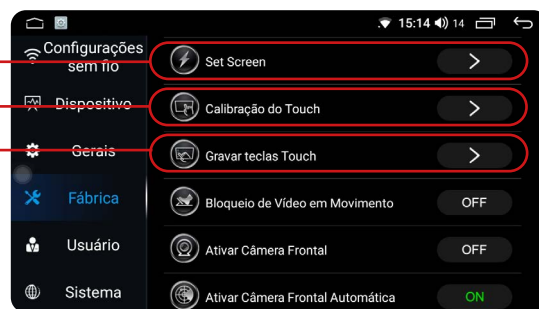 15:14 14
Configurações
sem fio
Dispositivo
Gerais
Fábrica
Usuário
Sistema
Set Screen
Calibração do Touch
Gravar teclas Touch
Bloqueio de Vídeo em Movimento OFF
Ativar Câmera Frontal OFF
Ativar Câmera Frontal Automática ON